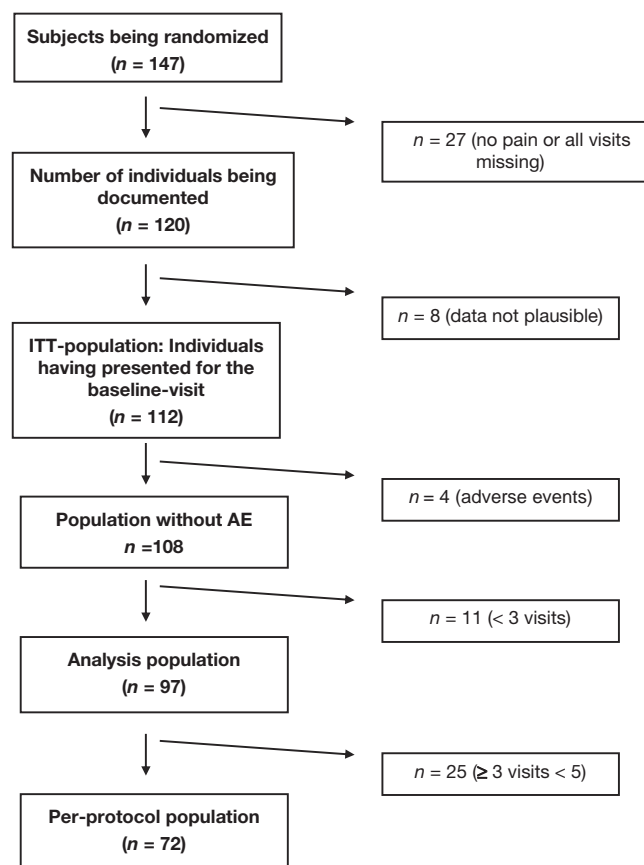 Subjects being randomized
(n = 147)
n = 27 (no pain or all visits
missing)
Number of individuals being
documented
(n = 120)
n = 8 (data not plausible)
ITT-population: Individuals
having presented for the
baseline-visit
(n = 112)
n = 4 (adverse events)
Population without AE
n =108
n = 11 (< 3 visits)
Analysis population
(n = 97)
n = 25 (≥ 3 visits < 5)
Per-protocol population
(n = 72)